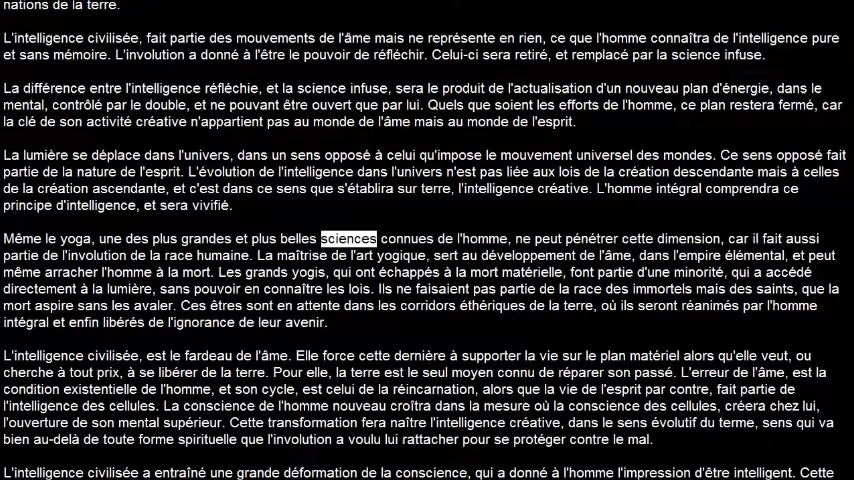 nations de la terre.
L'intelligence civilisée, fait partie des mouvements de l'âme mais ne représente en rien, ce que l'homme connaîtra de l'intelligence pure
et sans mémoire. L'involution a donné à l'être le pouvoir de réfléchir. Celui-ci sera retiré, et remplacé par la science infuse.
La différence entre l'intelligence réfléchie, et la science infuse, sera le produit de l'actualisation d'un nouveau plan d'énergie, dans le
mental, contrôlé par le double, et ne pouvant être ouvert que par lui. Quels que soient les efforts de l'homme, ce plan restera fermé, car
la clé de son activité créative n'appartient pas au monde de l'âme mais au monde de l'esprit.
La lumière se déplace dans l'univers, dans un sens opposé à celui qu'impose le mouvement universel des mondes. Ce sens opposé fait
partie de la nature de l'esprit. L'évolution de l'intelligence dans l'univers n'est pas liée aux lois de la création descendante mais à celles
de la création ascendante, et c'est dans ce sens que s'établira sur terre, l'intelligence créative. L'homme intégral comprendra ce
principe d'intelligence, et sera vivifié.
Même le yoga, une des plus grandes et plus belles sciences connues de l'homme, ne peut pénétrer cette dimension, car il fait aussi
partie de l'involution de la race humaine. La maîtrise de l'art yogique, sert au développement de l'âme, dans l'empire élémental, et peut
même arracher l'homme à la mort. Les grands yogis, qui ont échappés à la mort matérielle, font partie d'une minorité, qui a accédé
directement à la lumière, sans pouvoir en connaître les lois. Ils ne faisaient pas partie de la race des immortels mais des saints, que la
mort aspire sans les avaler. Ces êtres sont en attente dans les corridors éthériques de la terre, où ils seront réanimés par l'homme
intégral et enfin libérés de l'ignorance de leur avenir.
L'intelligence civilisée, est le fardeau de l'âme. Elle force cette dernière à supporter la vie sur le plan matériel alors qu'elle veut, ou
cherche à tout prix, à se libérer de la terre. Pour elle, la terre est le seul moyen connu de réparer son passé. L'erreur de l'âme, est la
condition existentielle de l'homme, et son cycle, est celui de la réincarnation, alors que la vie de l'esprit par contre, fait partie de
l'intelligence des cellules. La conscience de l'homme nouveau croîtra dans la mesure où la conscience des cellules, créera chez lui,
l'ouverture de son mental supérieur. Cette transformation fera naître l'intelligence créative, dans le sens évolutif du terme, sens qui va
bien au-delà de toute forme spirituelle que l'involution a voulu lui rattacher pour se protéger contre le mal.
L'intelligence civilisée a entraîné une grande déformation de la conscience, qui a donné à l'homme l'impression d'être intelligent. Cette